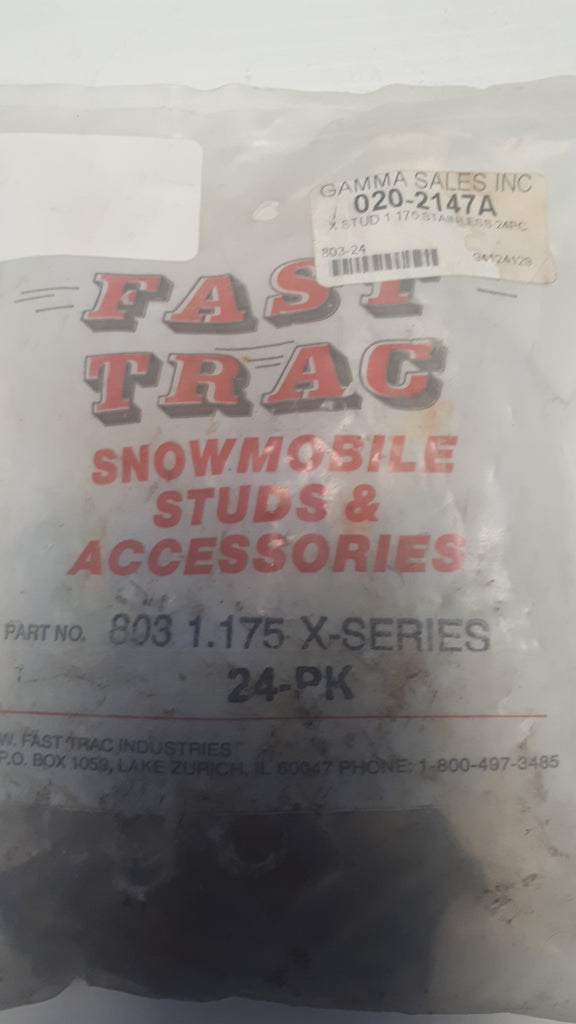 GAMMA SALES INC
020-2147A
X STUD 1.175 STAINLESS 24PC
803-24
94124129
FAST
TRAC
SNOWMOBILE
STUDS &
ACCESSORIES
PART NO. 803 1.175 X-SERIES
24-PK
W. FAST TRAC INDUSTRIES
P.O. BOX 1059, LAKE ZURICH, IL 60047 PHONE: 1-800-497-3485